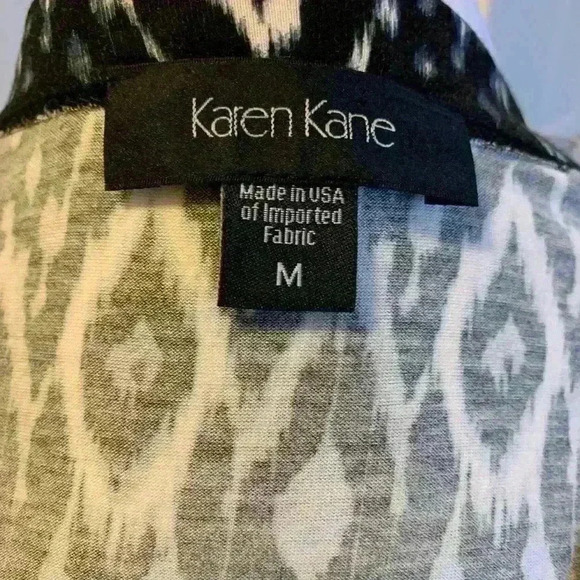 Karen Kane
Made in USA
of Imported
Fabric
M